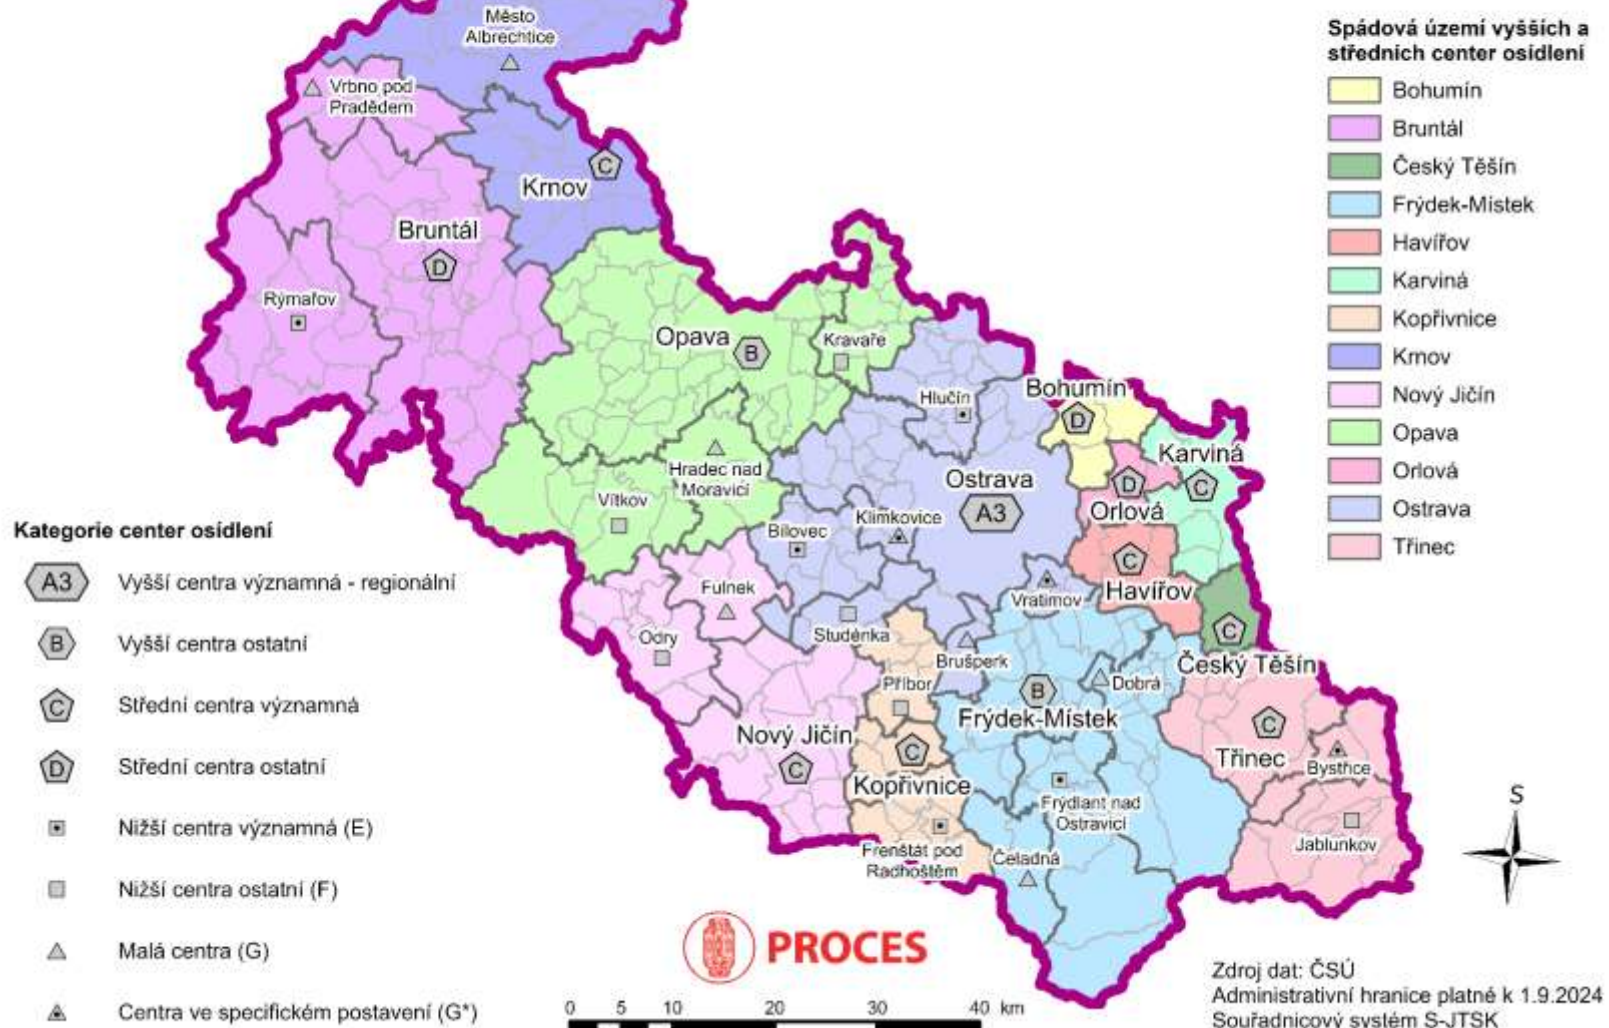 Město
Albrechtice
Vrbno pod
Pradědem
C
Krnov
Bruntál
D
Rýmařov
Opava
B
Kravaře
Hlučín
Bohumín
D
Karviná
C
Hradec nad
Moravicí
Vítkov
Ostrava
A3
D
Orlová
Klimkovice
Bílovec
C
Havířov
Fulnek
Vratimov
Odry
Studénka
C
Český Těšín
Brušperk
Příbor
Dobrá
B
Frýdek-Místek
Nový Jičín
C
C
Kopřivnice
C
Třinec
Bystřice
Frýdlant nad
Ostravicí
Jablunkov
Frenštát pod
Radhoštěm
Čeladná
Spádová území vyšších a
středních center osídlení
Bohumín
Bruntál
Český Těšín
Frýdek-Místek
Havířov
Karviná
Kopřivnice
Krnov
Nový Jičín
Opava
Orlová
Ostrava
Třinec
Kategorie center osídlení
A3 Vyšší centra významná - regionální
B Vyšší centra ostatní
C Střední centra významná
D Střední centra ostatní
Nižší centra významná (E)
Nižší centra ostatní (F)
Malá centra (G)
Centra ve specifickém postavení (G*)
PROCES
0 5 10 20 30 40 km
S
Zdroj dat: ČSÚ
Administrativní hranice platné k 1.9.2024
Souřadnicový systém S-JTSK